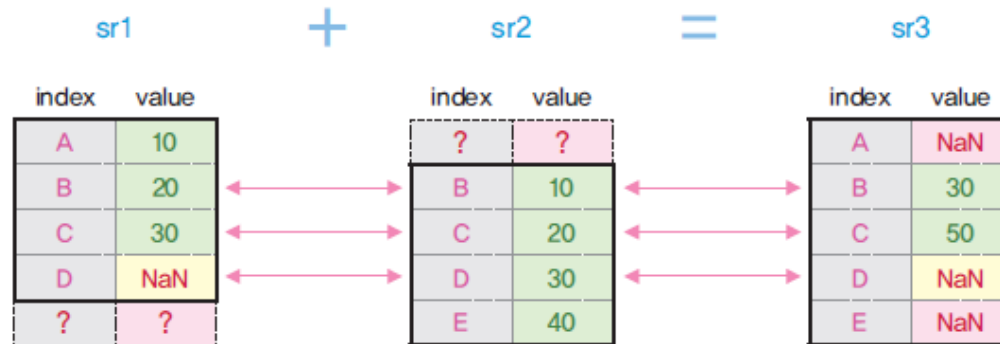 sr1 + sr2 = sr3
index value index value index value
A 10 ? ? A NaN
B 20 B 10 B 30
C 30 C 20 C 50
D NaN D 30 D NaN
? ? E 40 E NaN